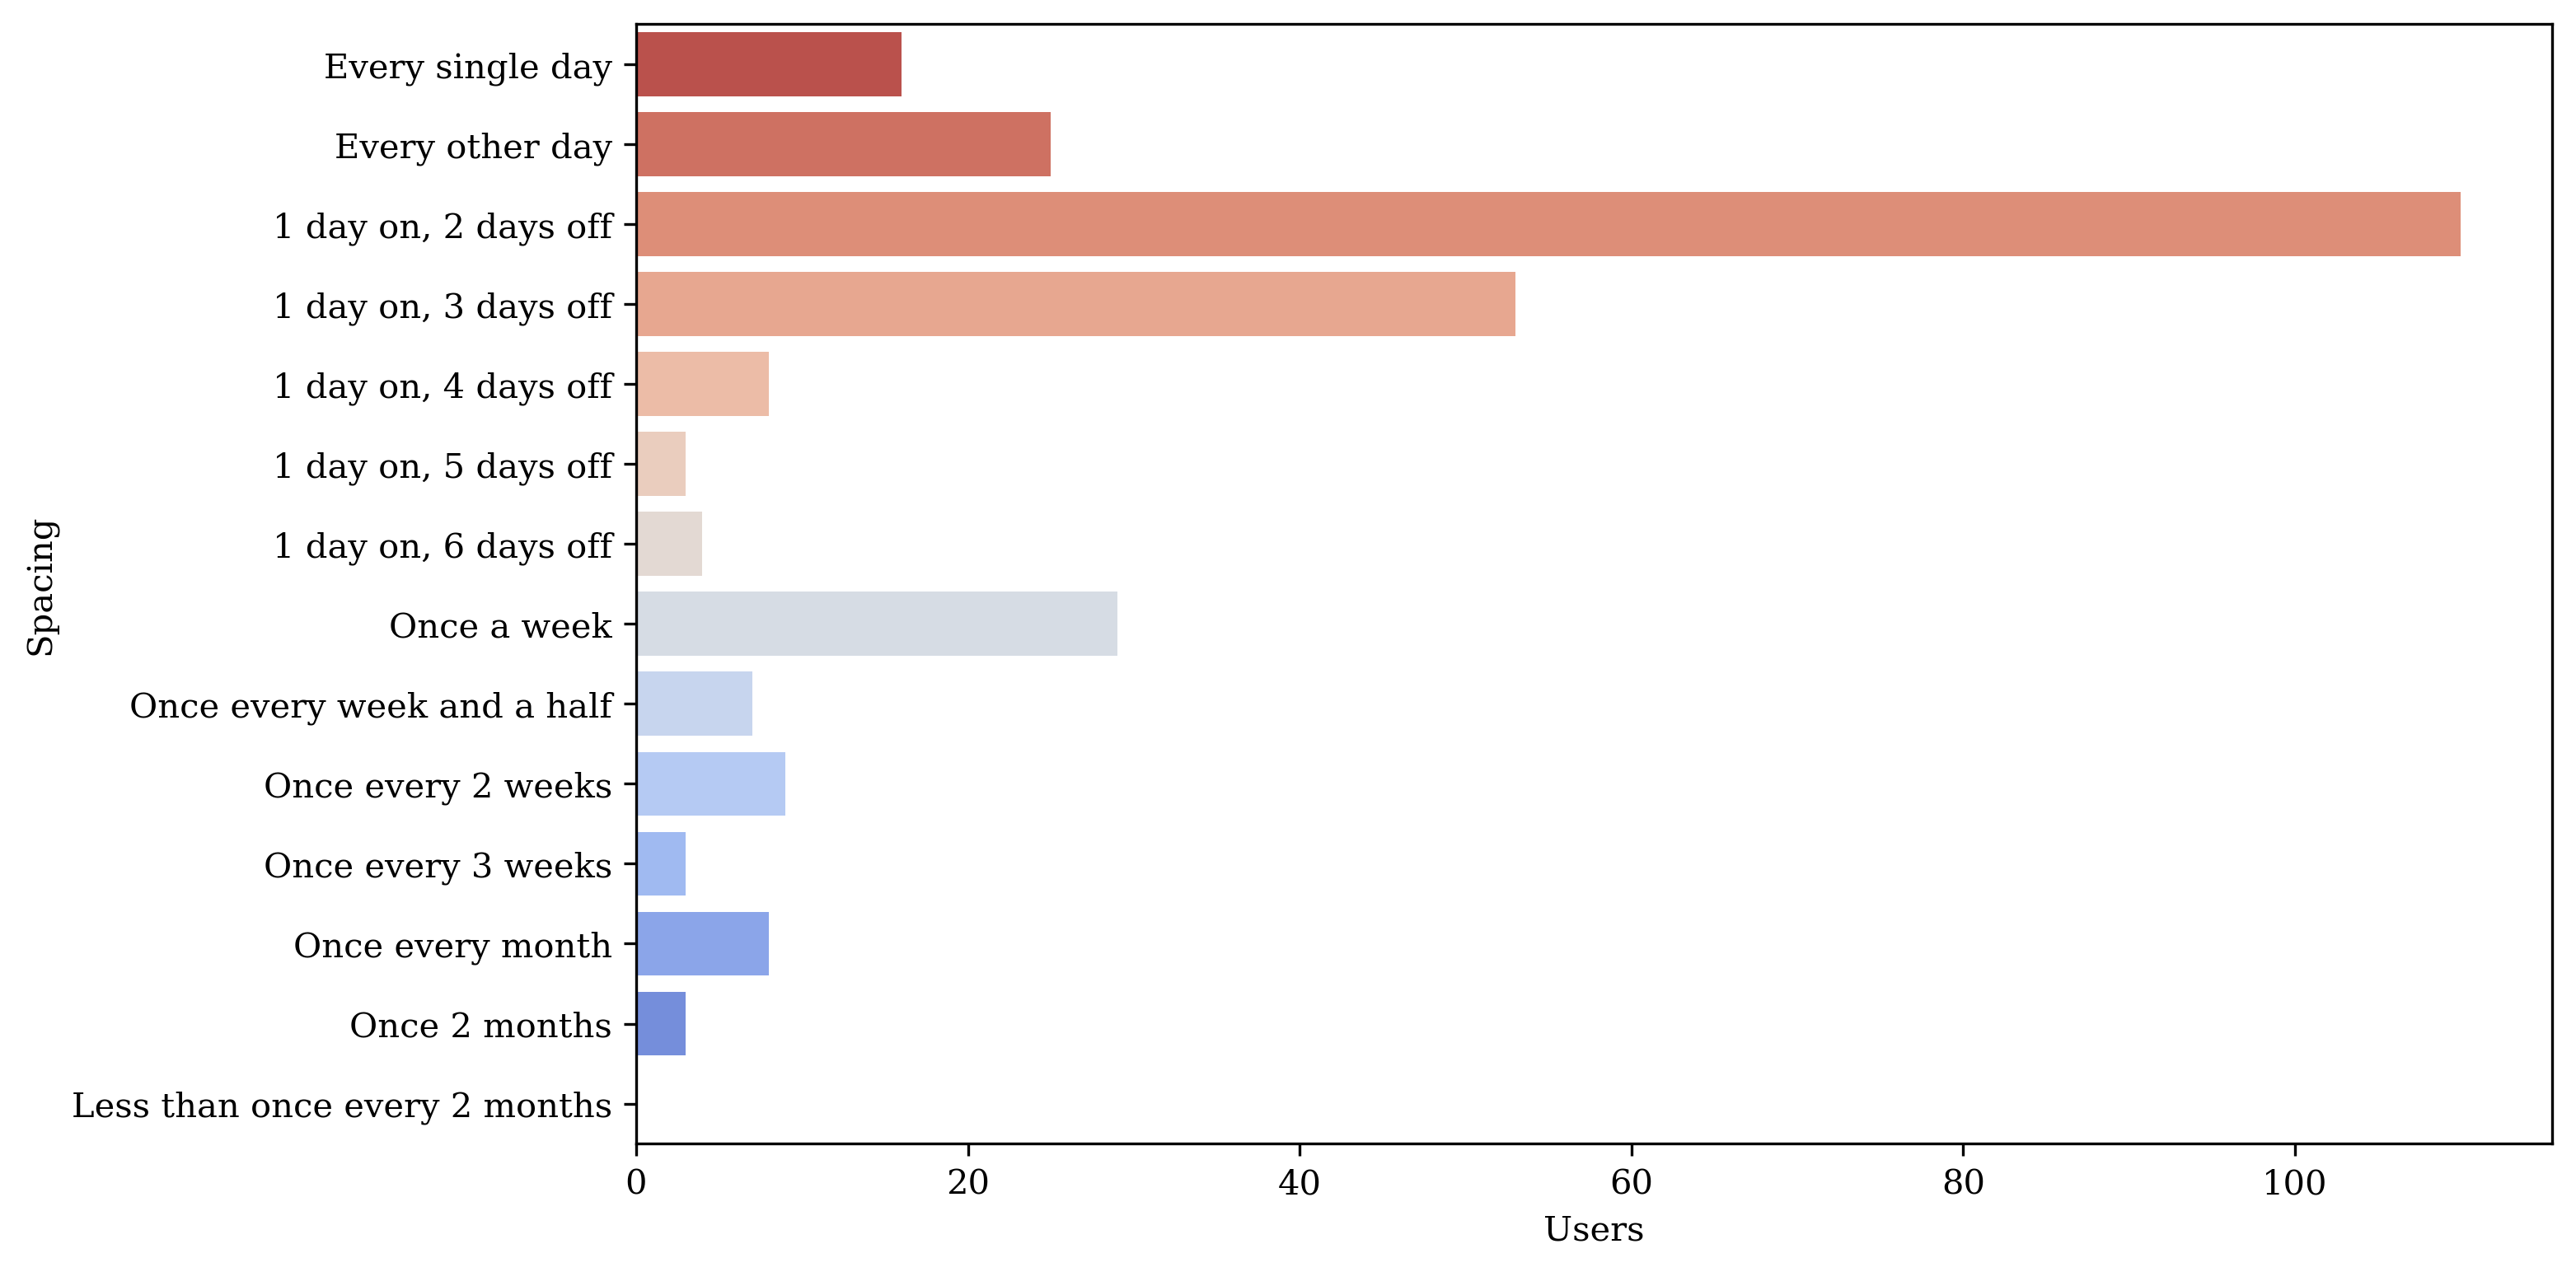 Every single day
Every other day
1 day on, 2 days off
1 day on, 3 days off
1 day on, 4 days off
1 day on, 5 days off
1 day on, 6 days off
Once a week
Once every week and a half
Once every 2 weeks
Once every 3 weeks
Once every month
Once 2 months
Less than once every 2 months
Spacing
0 20 40 60 80 100
Users